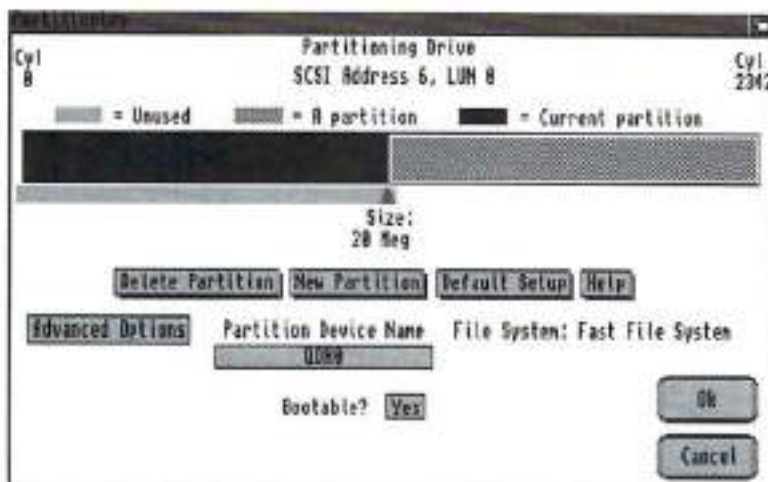 Partitioning
Partitioning Drive
Cyl
0
SCSI Address 6, LUN 0
Cyl
2342
= Unused = A partition = Current partition
Size:
20 Meg
Delete Partition New Partition Default Setup Help
Advanced Options Partition Device Name File System: Fast File System
QDH0
Bootable? Yes
Ok
Cancel